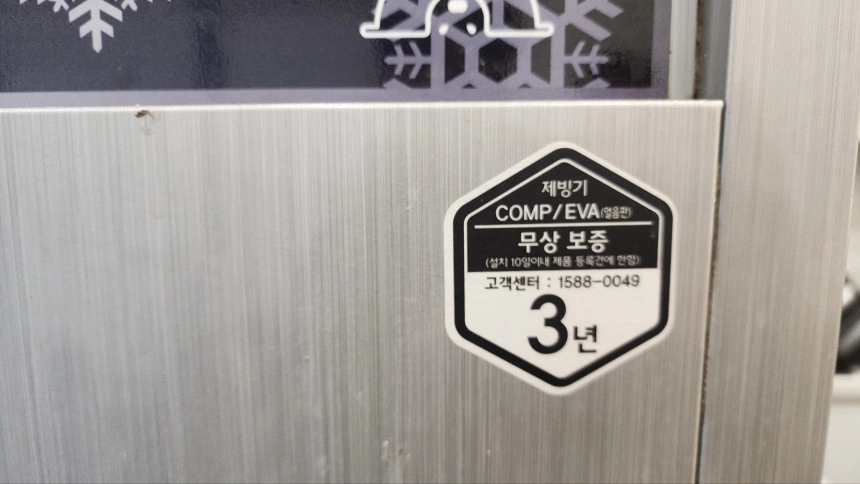 제빙기
COMP/EVA(얼음판)
무상 보증
(설치 10일이내 제품 등록건에 한함)
고객센터 : 1588-0049
3년